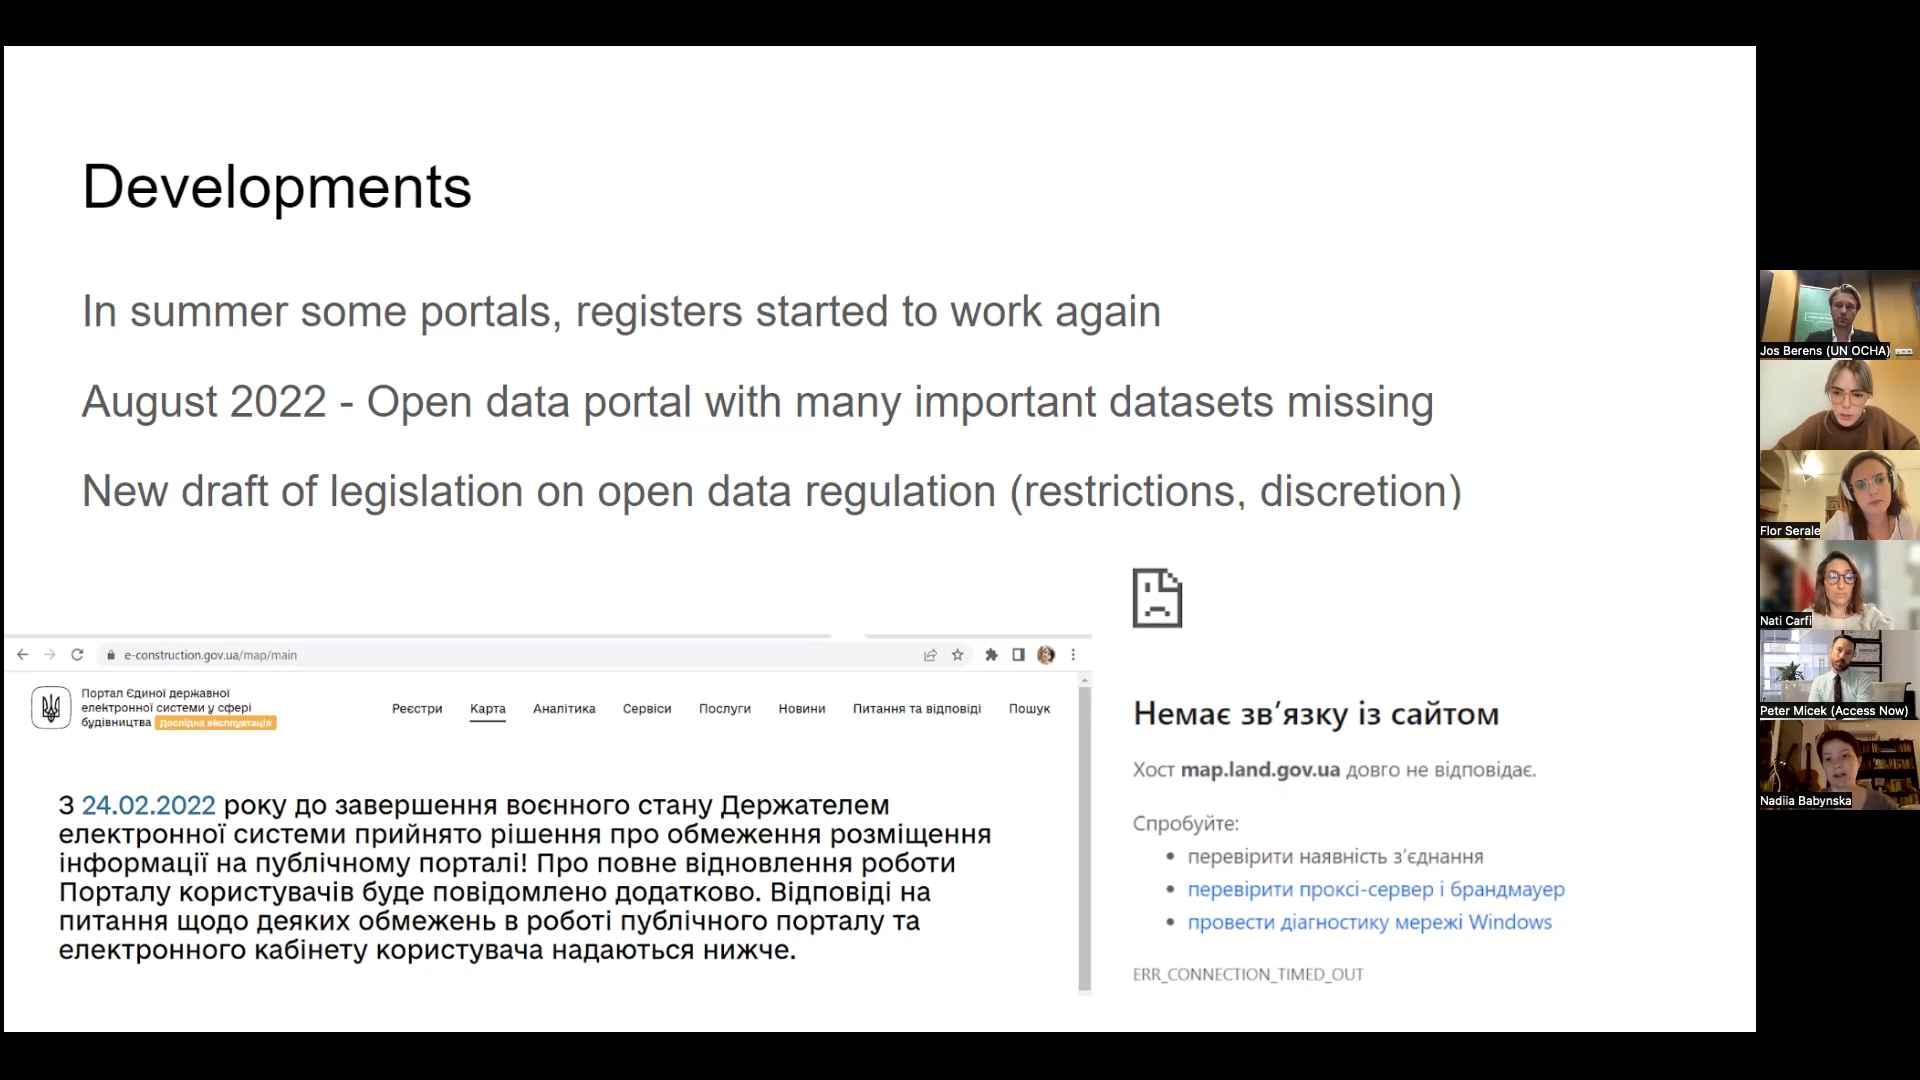 Developments
In summer some portals, registers started to work again
August 2022 - Open data portal with many important datasets missing
New draft of legislation on open data regulation (restrictions, discretion)
e-construction.gov.ua/map/main
Портал Єдиної державної
електронної системи у сфері
будівництва Дослідна експлуатація
Реєстри Карта Аналітика Сервіси Послуги Новини Питання та відповіді Пошук
З 24.02.2022 року до завершення воєнного стану Держателем
електронної системи прийнято рішення про обмеження розміщення
інформації на публічному порталі! Про повне відновлення роботи
Порталу користувачів буде повідомлено додатково. Відповіді на
питання щодо деяких обмежень в роботі публічного порталу та
електронного кабінету користувача надаються нижче.
Немає зв’язку із сайтом
Хост map.land.gov.ua довго не відповідає.
Спробуйте:
перевірити наявність з’єднання
перевірити проксі-сервер і брандмауер
провести діагностику мережі Windows
ERR_CONNECTION_TIMED_OUT
Jos Berens (UN OCHA)
Flor Serale
Nati Carfi
Peter Micek (Access Now)
Nadiia Babynska